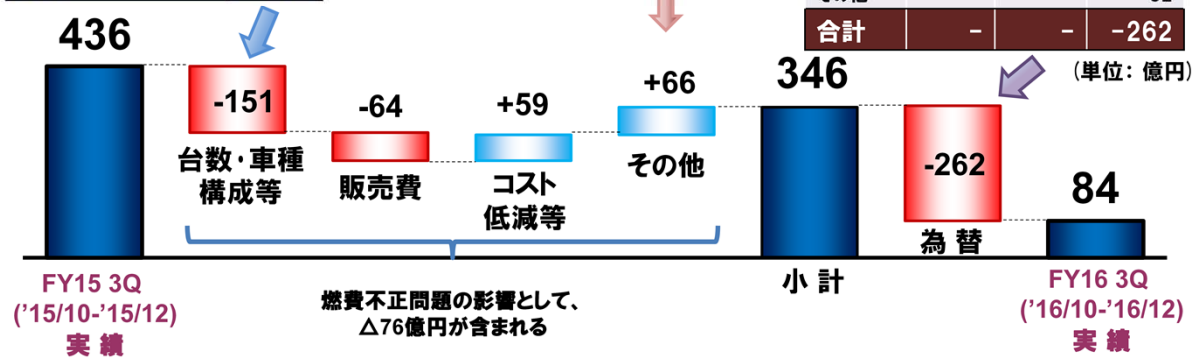 合計 - - -262
(単位: 億円)
436
-151
台数・車種
構成等
-64
販売費
+59
コスト
低減等
+66
その他
346
小 計
-262
為 替
84
FY15 3Q
('15/10-'15/12)
実 績
燃費不正問題の影響として、
△76億円が含まれる
FY16 3Q
('16/10-'16/12)
実 績